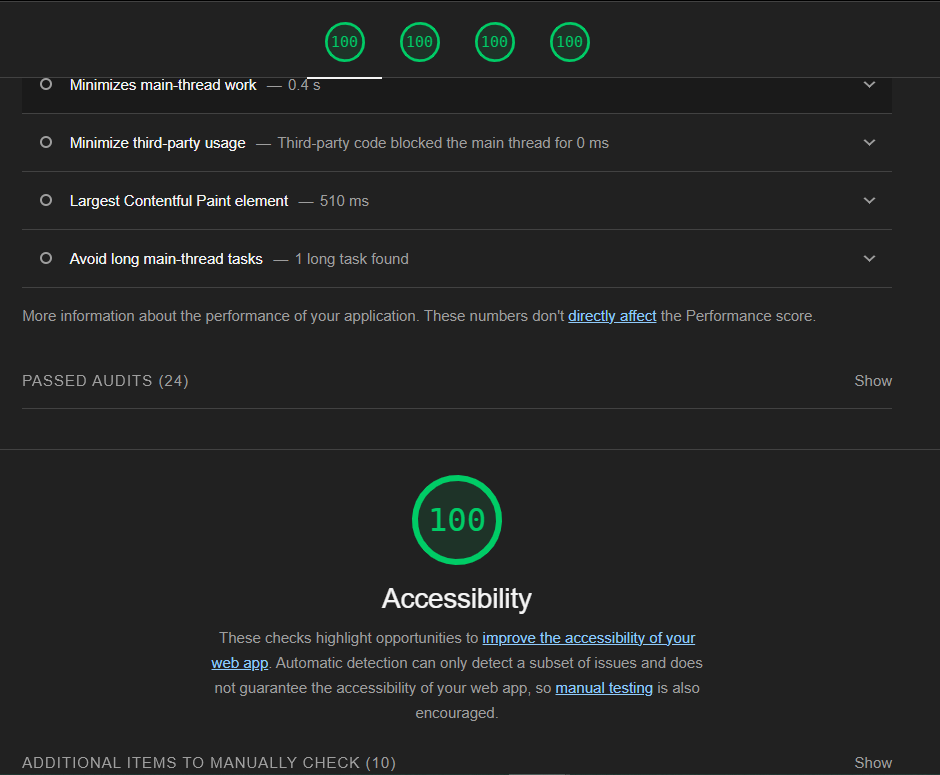 100 100 100 100
Minimizes main-thread work — 0.4 s
Minimize third-party usage — Third-party code blocked the main thread for 0 ms
Largest Contentful Paint element — 510 ms
Avoid long main-thread tasks — 1 long task found
More information about the performance of your application. These numbers don't directly affect the Performance score.
PASSED AUDITS (24) Show
100
Accessibility
These checks highlight opportunities to improve the accessibility of your
web app. Automatic detection can only detect a subset of issues and does
not guarantee the accessibility of your web app, so manual testing is also
encouraged.
ADDITIONAL ITEMS TO MANUALLY CHECK (10) Show